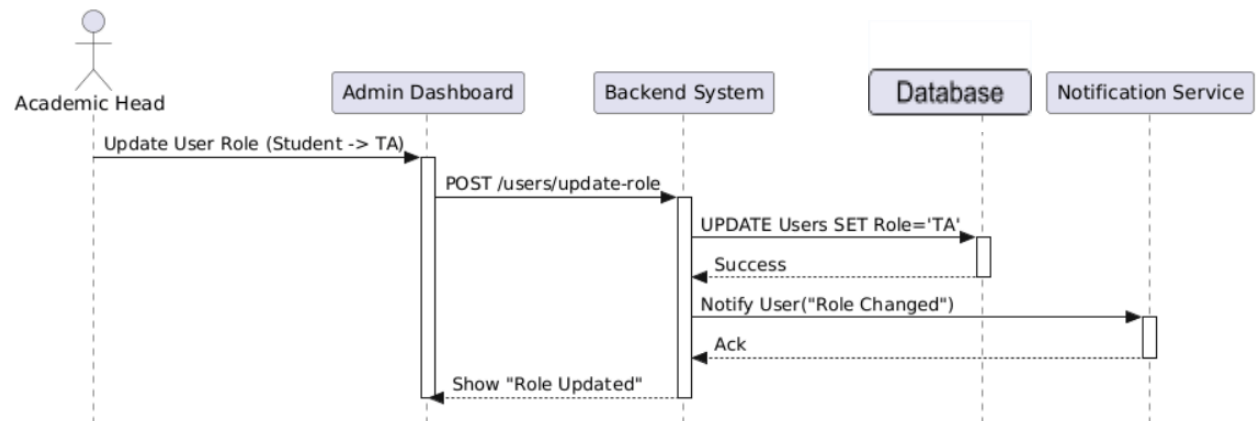 Academic Head
Admin Dashboard
Backend System
Database
Notification Service
Update User Role (Student -> TA)
POST /users/update-role
UPDATE Users SET Role='TA'
Success
Notify User("Role Changed")
Ack
Show "Role Updated"